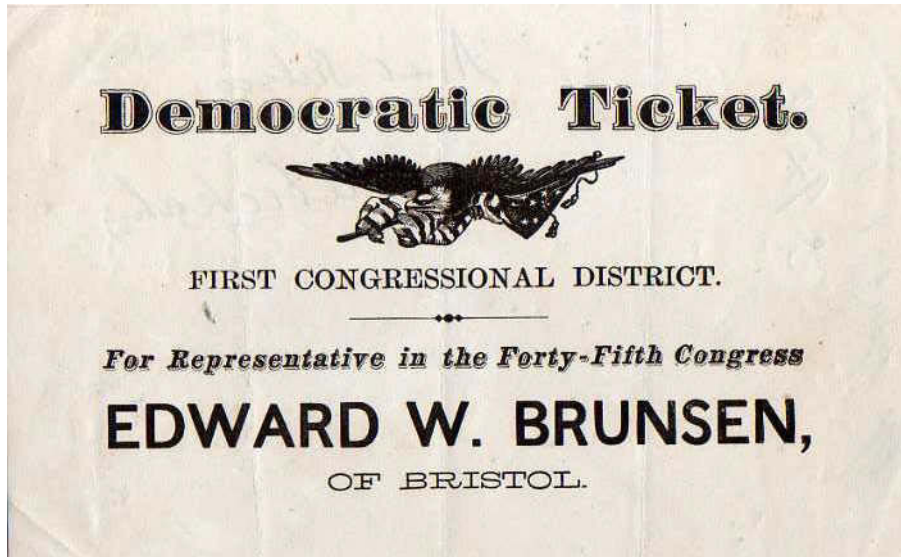 Democratic Ticket.
FIRST CONGRESSIONAL DISTRICT.
For Representative in the Forty-Fifth Congress
EDWARD W. BRUNSEN,
OF BRISTOL.